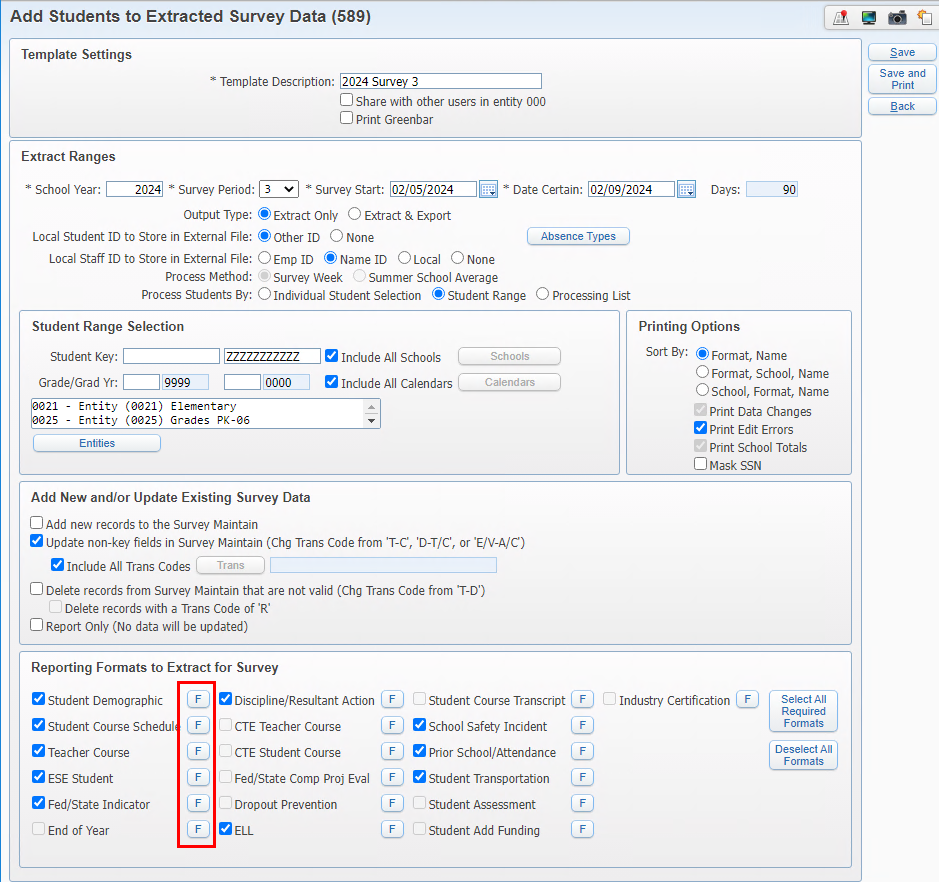 Add Students to Extracted Survey Data (589)
Template Settings
* Template Description: 2024 Survey 3
Share with other users in entity 000
Print Greenbar
Save
Save and Print
Back
Extract Ranges
* School Year: 2024 * Survey Period: 3 * Survey Start: 02/05/2024 * Date Certain: 02/09/2024 Days: 90
Output Type: Extract Only Extract & Export
Local Student ID to Store in External File: Other ID None Absence Types
Local Staff ID to Store in External File: Emp ID Name ID Local None
Process Method: Survey Week Summer School Average
Process Students By: Individual Student Selection Student Range Processing List
Student Range Selection
Student Key: ZZZZZZZZZZZ Include All Schools Schools
Grade/Grad Yr: 9999 0000 Include All Calendars Calendars
0021 - Entity (0021) Elementary
0025 - Entity (0025) Grades PK-06
Entities
Printing Options
Sort By: Format, Name
Format, School, Name
School, Format, Name
Print Data Changes
Print Edit Errors
Print School Totals
Mask SSN
Add New and/or Update Existing Survey Data
Add new records to the Survey Maintain
Update non-key fields in Survey Maintain (Chg Trans Code from 'T-C', 'D-T/C', or 'E/V-A/C')
Include All Trans Codes Trans
Delete records from Survey Maintain that are not valid (Chg Trans Code from 'T-D')
Delete records with a Trans Code of 'R'
Report Only (No data will be updated)
Reporting Formats to Extract for Survey
Student Demographic F Discipline/Resultant Action F Student Course Transcript F Industry Certification F
Student Course Schedule F CTE Teacher Course F School Safety Incident F
Teacher Course F CTE Student Course F Prior School/Attendance F
ESE Student F Fed/State Comp Proj Eval F Student Transportation F
Fed/State Indicator F Dropout Prevention F Student Assessment F
End of Year F ELL F Student Add Funding F
Select All Required Formats
Deselect All Formats